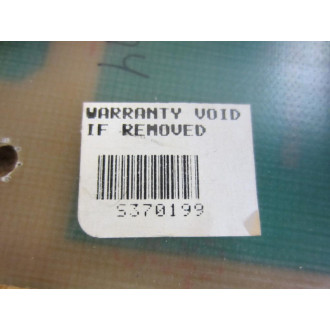 WARRANTY VOID
IF REMOVED
S370199